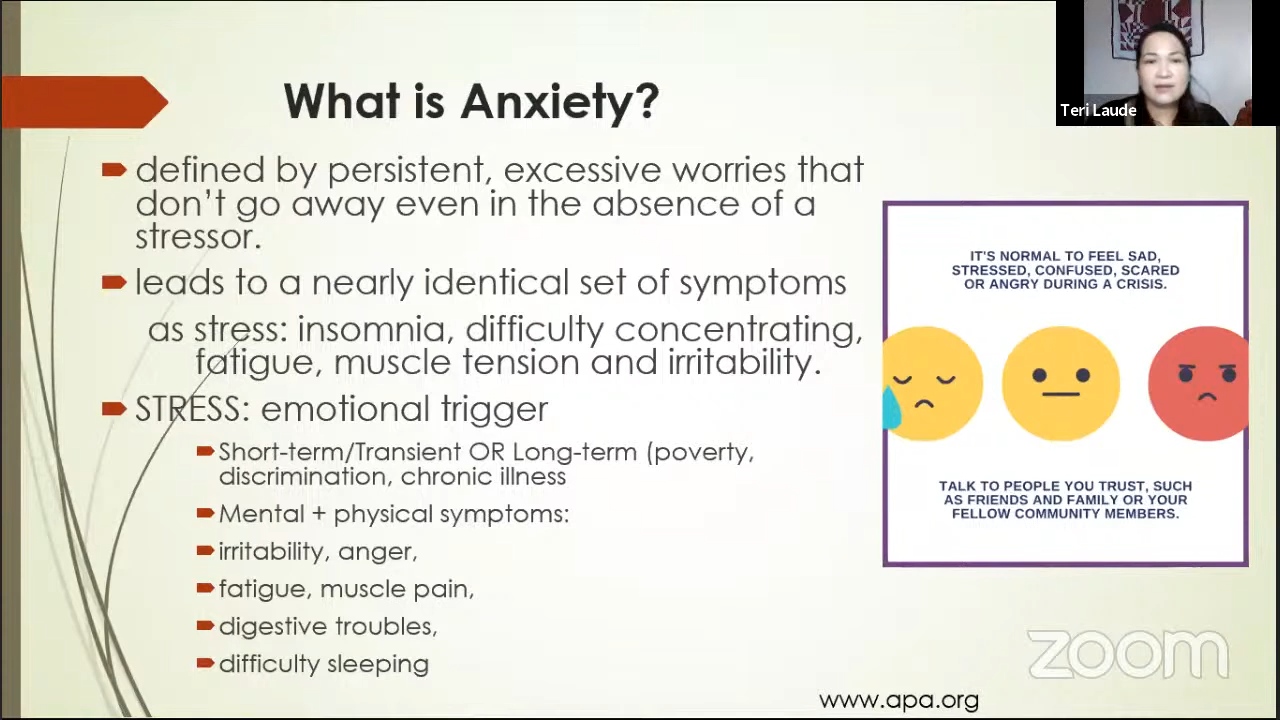 What is Anxiety?
Teri Laude
defined by persistent, excessive worries that
don't go away even in the absence of a
stressor.
leads to a nearly identical set of symptoms
as stress: insomnia, difficulty concentrating,
fatigue, muscle tension and irritability.
STRESS: emotional trigger
Short-term/Transient OR Long-term (poverty,
discrimination, chronic illness
Mental + physical symptoms:
irritability, anger,
fatigue, muscle pain,
digestive troubles,
difficulty sleeping
IT'S NORMAL TO FEEL SAD,
STRESSED, CONFUSED, SCARED
OR ANGRY DURING A CRISIS.
TALK TO PEOPLE YOU TRUST, SUCH
AS FRIENDS AND FAMILY OR YOUR
FELLOW COMMUNITY MEMBERS.
zoom
www.apa.org